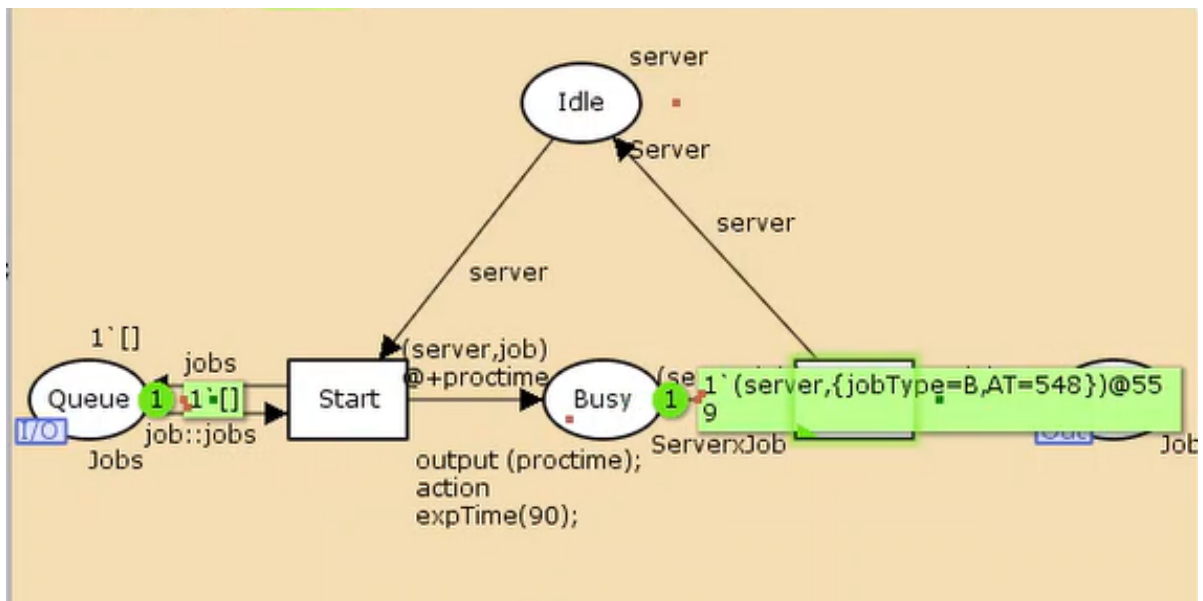 server
Idle
Server
server
server
1`[]
jobs
(server,job)
@+proctime
Queue
1
1`[]
Start
Busy
1
1`(server,{jobType=B,AT=548})@55
9
I/O
job::jobs
ServerxJob
Out
Job
Jobs
output (proctime);
action
expTime(90);